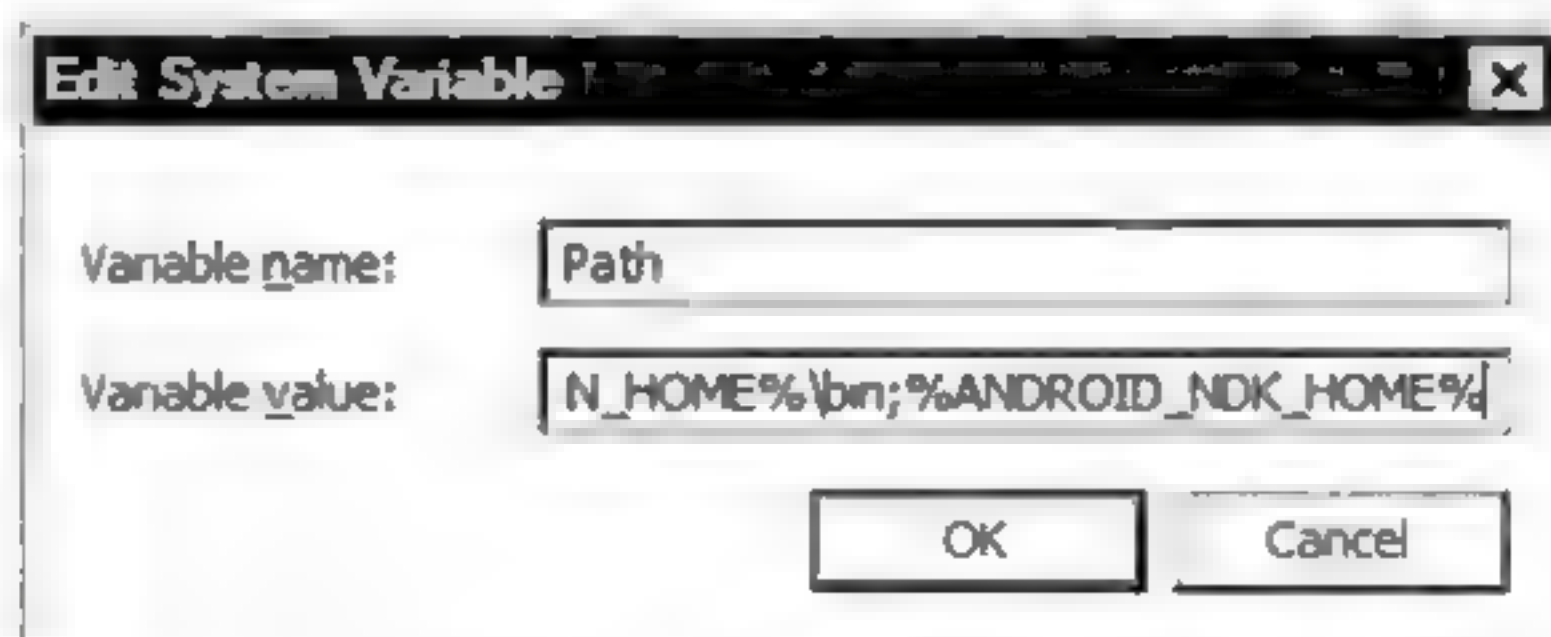 Edit System Variable
Variable name: Path
Variable value: N_HOME%\bin;%ANDROID_NDK_HOME%
OK Cancel